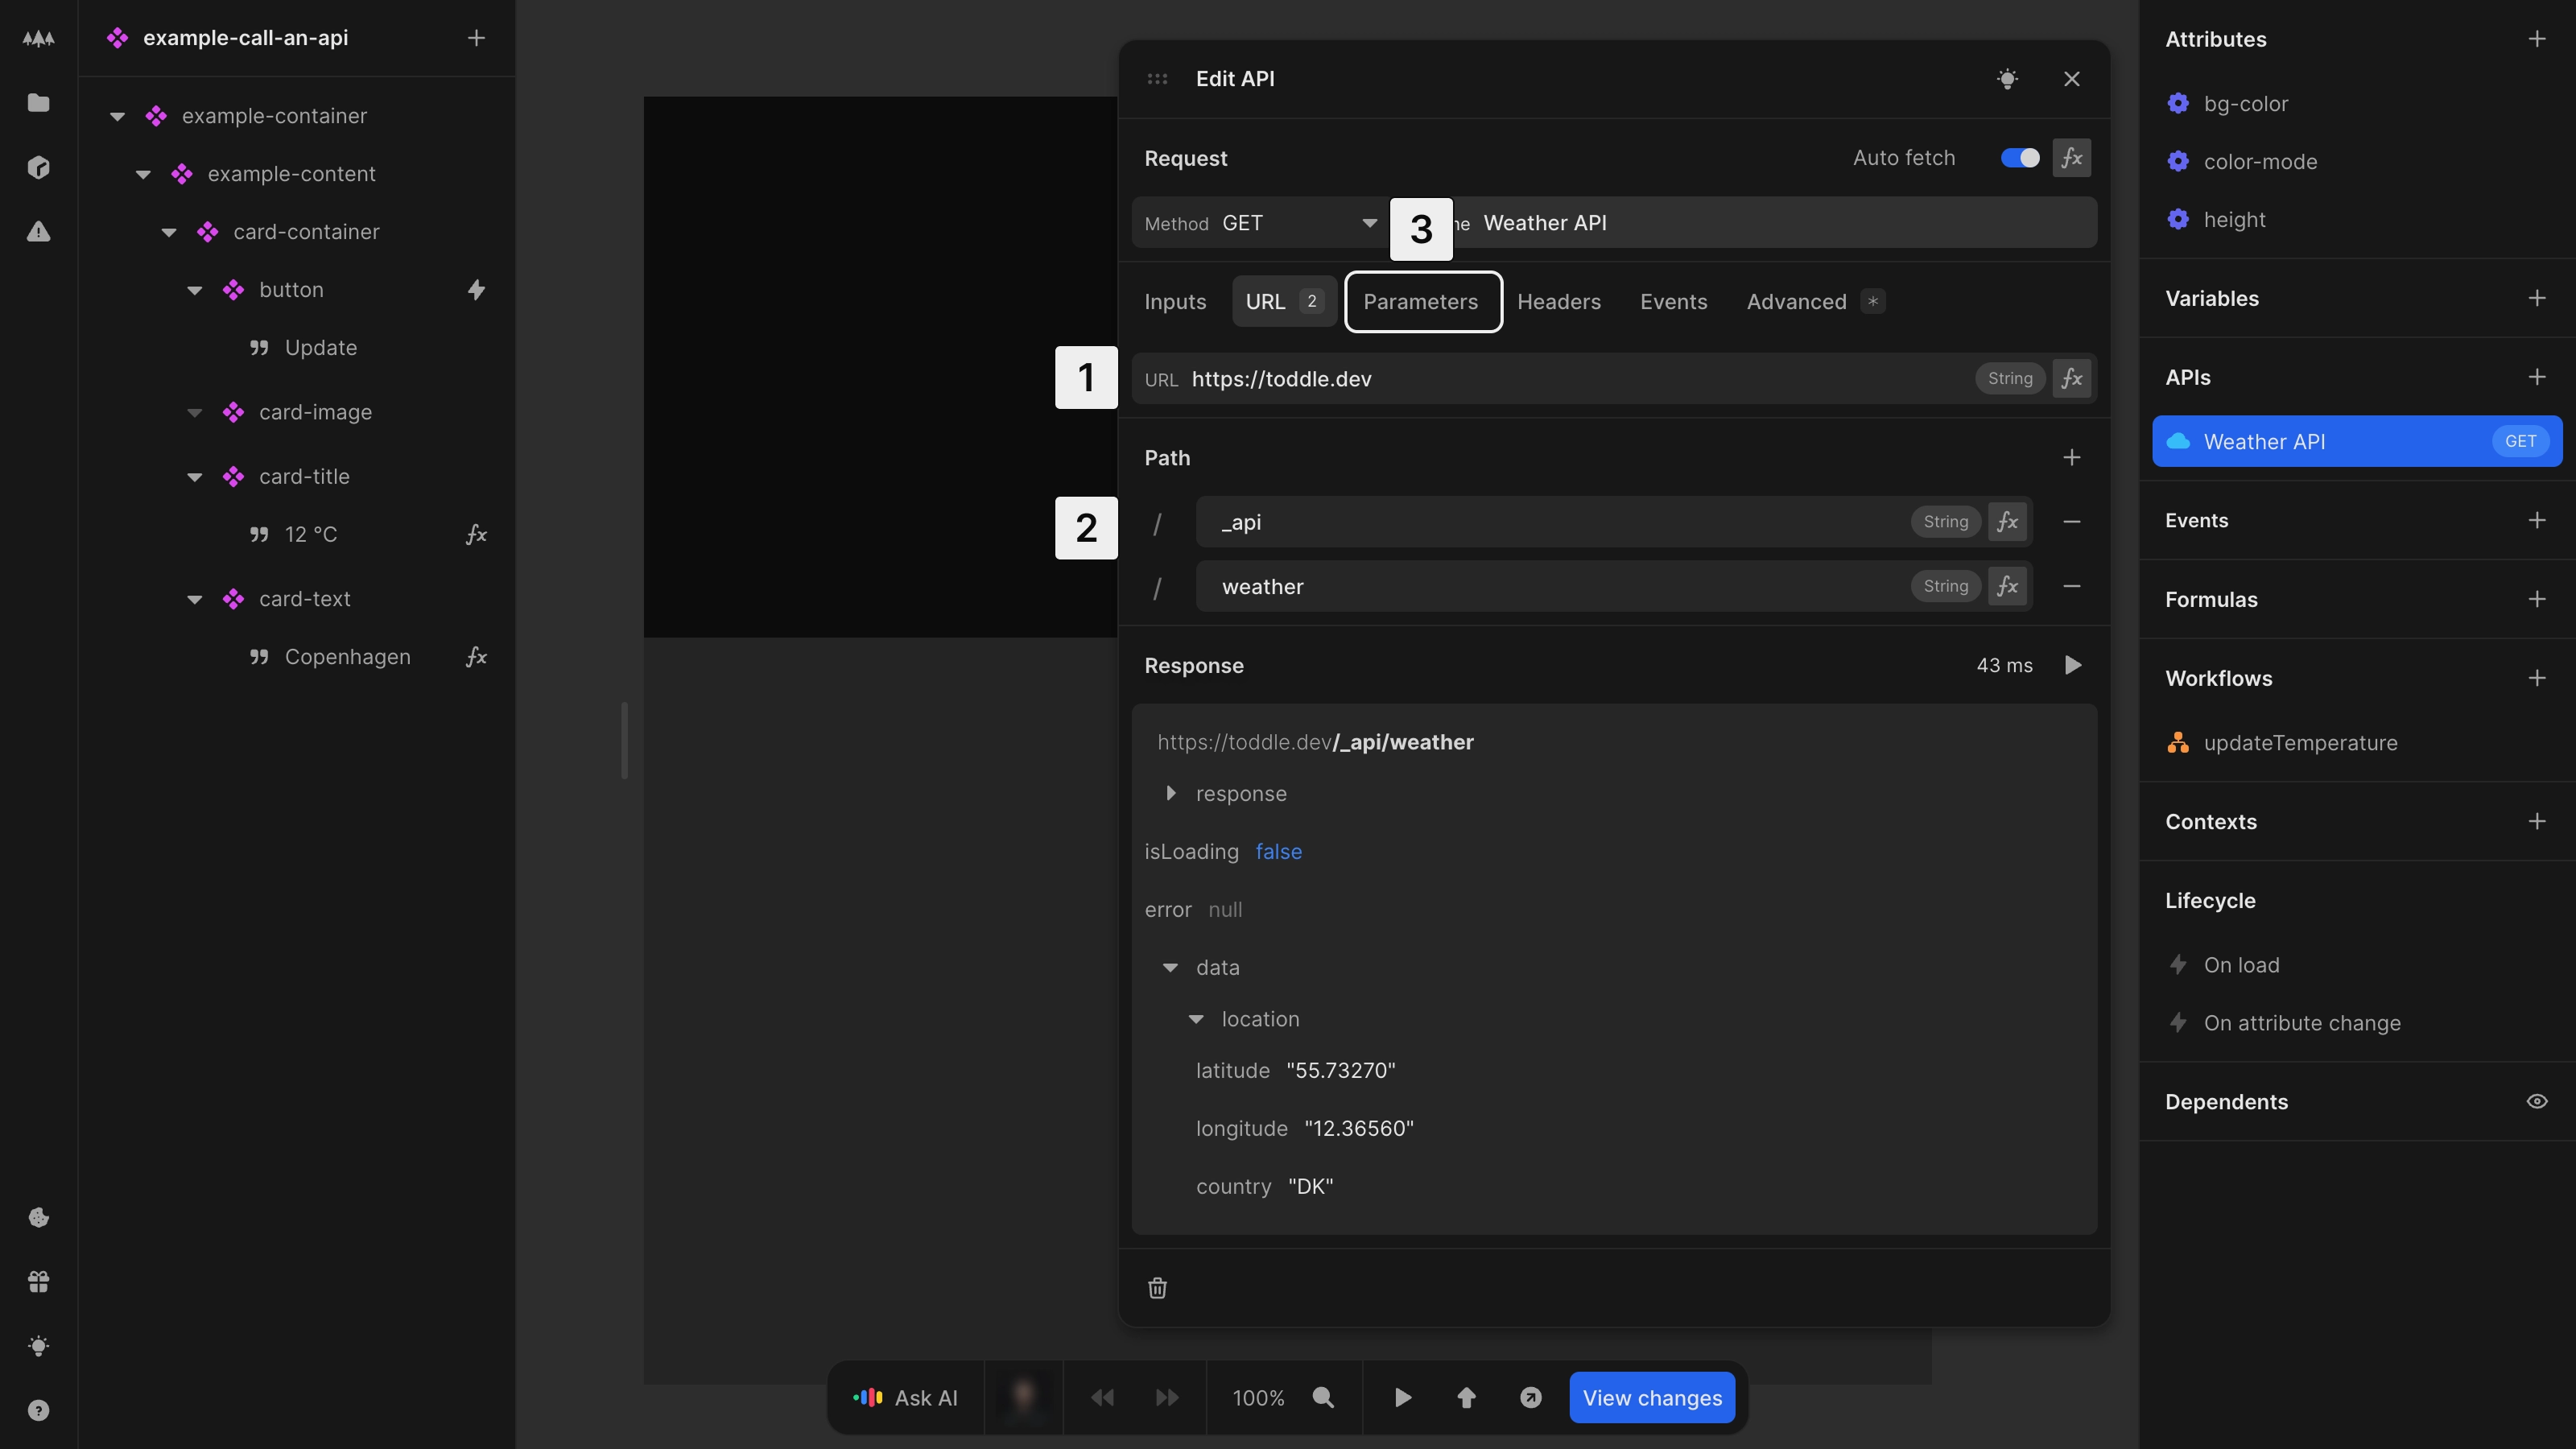 example-call-an-api
example-container
example-content
card-container
button
Update
card-image
card-title
12 °C
card-text
Copenhagen
Edit API
Request
Auto fetch
Method GET
3
Weather API
Inputs URL 2 Parameters Headers Events Advanced *
1
URL https://toddle.dev String fx
Path
2
/ _api String fx
/ weather String fx
Response 43 ms
https://toddle.dev/_api/weather
response
isLoading false
error null
data
location
latitude "55.73270"
longitude "12.36560"
country "DK"
Ask AI
100%
View changes
Attributes
bg-color
color-mode
height
Variables
APIs
Weather API GET
Events
Formulas
Workflows
updateTemperature
Contexts
Lifecycle
On load
On attribute change
Dependents